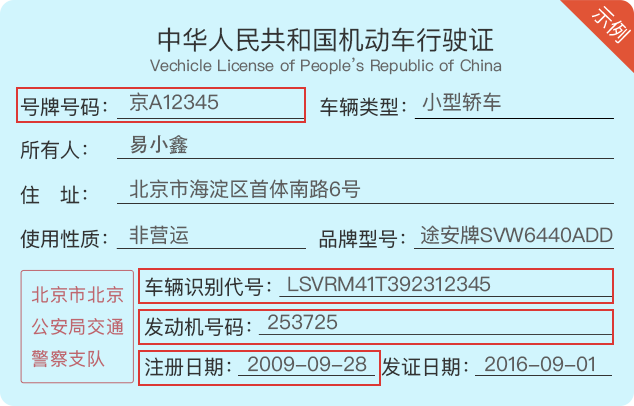 示例
中华人民共和国机动车行驶证
Vechicle License of People's Republic of China
号牌号码： 京A12345 车辆类型： 小型轿车
所有人： 易小鑫
住 址： 北京市海淀区首体南路6号
使用性质： 非营运 品牌型号： 途安牌SVW6440ADD
车辆识别代号： LSVRM41T392312345
发动机号码： 253725
注册日期： 2009-09-28 发证日期： 2016-09-01
北京市北京
公安局交通
警察支队